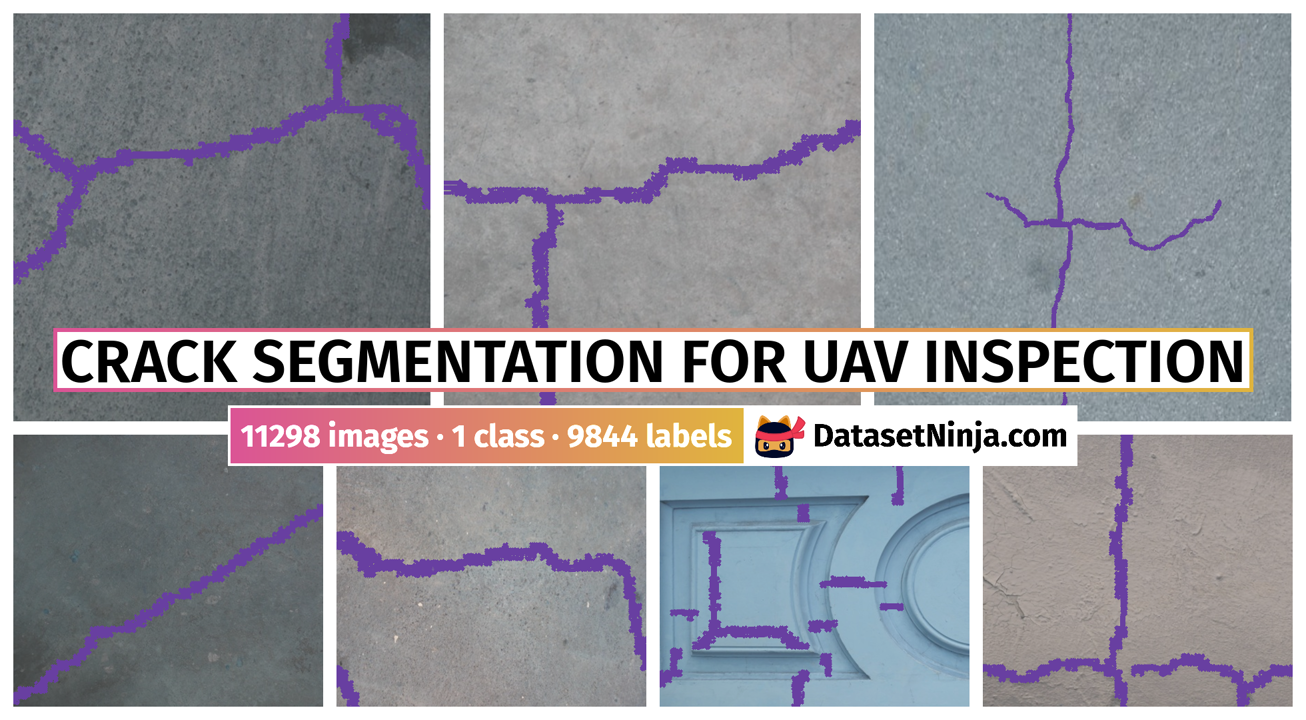 CRACK SEGMENTATION FOR UAV INSPECTION
11298 images · 1 class · 9844 labels
DatasetNinja.com